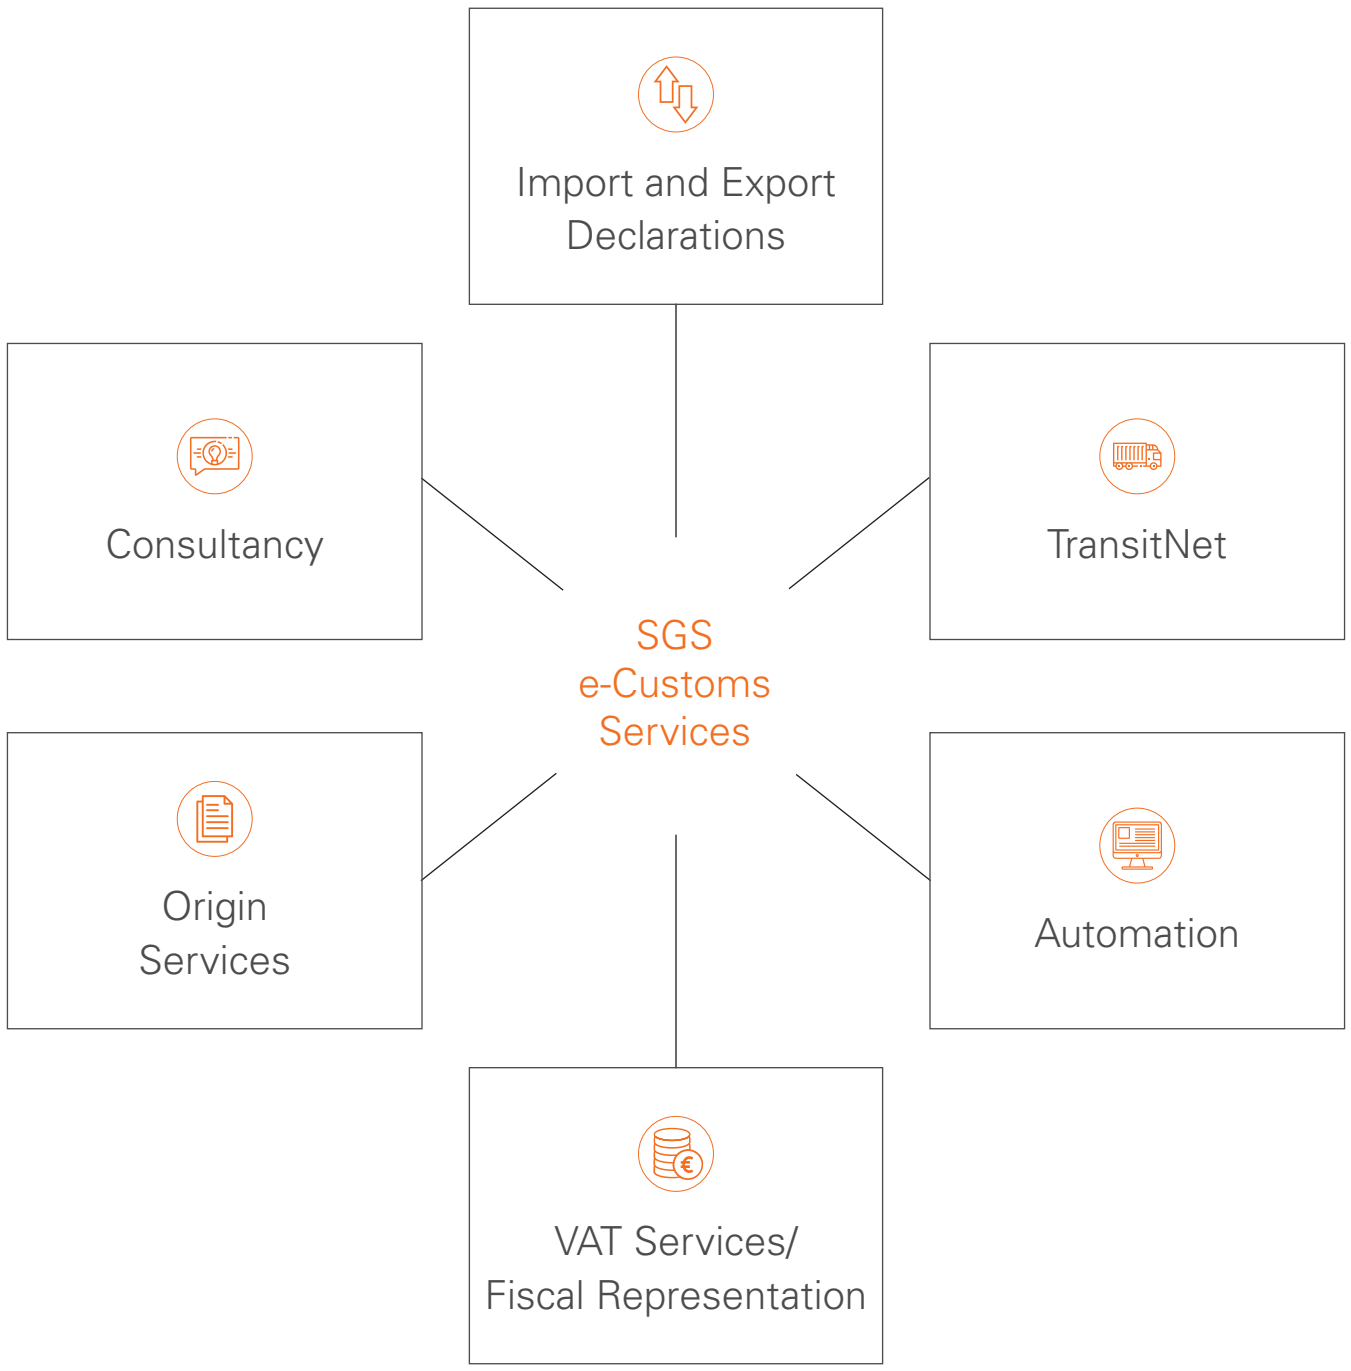 Import and Export
Declarations
Consultancy
TransitNet
SGS
e-Customs
Services
Origin
Services
Automation
€
VAT Services/
Fiscal Representation